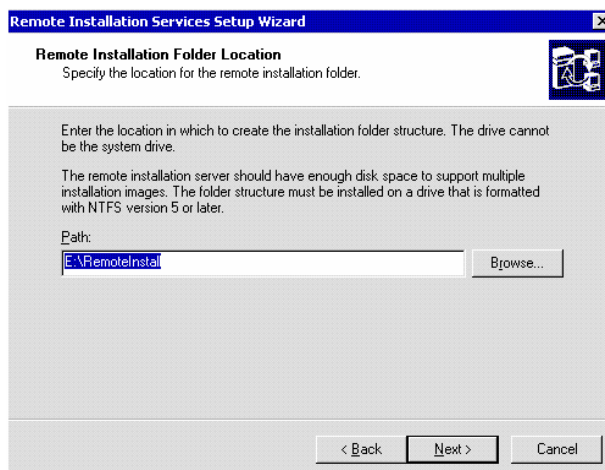 Remote Installation Services Setup Wizard
Remote Installation Folder Location
Specify the location for the remote installation folder.
Enter the location in which to create the installation folder structure. The drive cannot
be the system drive.
The remote installation server should have enough disk space to support multiple
installation images. The folder structure must be installed on a drive that is formatted
with NTFS version 5 or later.
Path:
E:\RemoteInstall
Browse...
< Back
Next >
Cancel